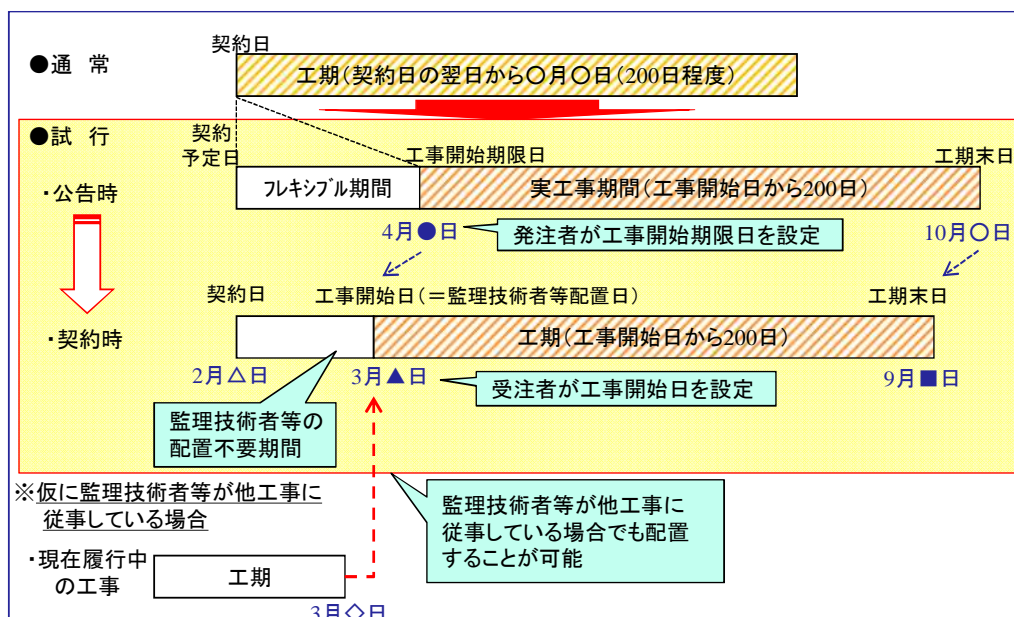 ●通　常
契約日
工期(契約日の翌日から〇月〇日(200日程度)
●試　行
契約
予定日
工事開始期限日
工期末日
・公告時
フレキシブル期間
実工事期間(工事開始日から200日)
4月●日
発注者が工事開始期限日を設定
10月〇日
契約日
工事開始日(=監理技術者等配置日)
工期末日
・契約時
工期(工事開始日から200日)
2月△日
3月▲日
受注者が工事開始日を設定
9月■日
監理技術者等の
配置不要期間
※仮に監理技術者等が他工事に
従事している場合
監理技術者等が他工事に
従事している場合でも配置
することが可能
・現在履行中
の工事
工期
3月◇日